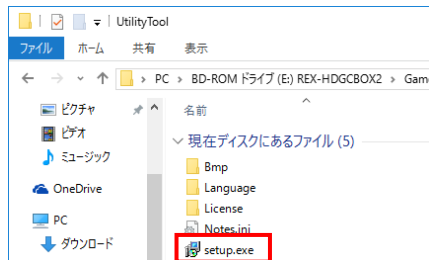 UtilityTool
ファイル ホーム 共有 表示
PC > BD-ROM ドライブ (E:) REX-HDGCBOX2 > Gam
ピクチャ
ビデオ
ミュージック
OneDrive
PC
ダウンロード
名前
現在ディスクにあるファイル (5)
Bmp
Language
License
Notes.ini
setup.exe